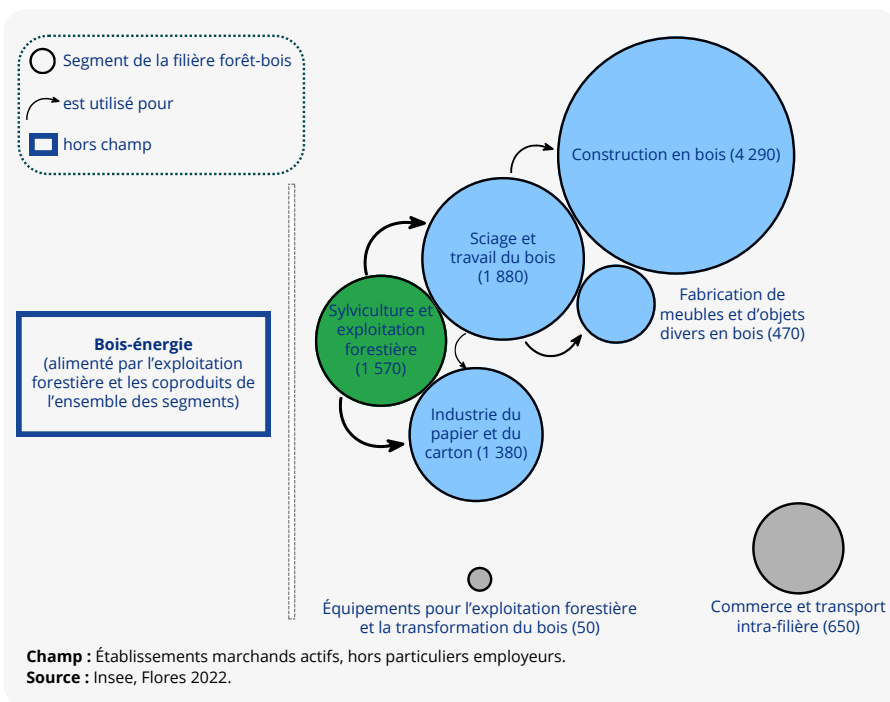 Segment de la filière forêt-bois
est utilisé pour
hors champ
Construction en bois (4 290)
Sciage et
travail du bois
(1 880)
Fabrication de
meubles et d’objets
divers en bois (470)
Sylviculture et
exploitation
forestière
(1 570)
Bois-énergie
(alimenté par l’exploitation
forestière et les coproduits de
l’ensemble des segments)
Industrie du
papier et du
carton (1 380)
Équipements pour l’exploitation forestière
et la transformation du bois (50)
Commerce et transport
intra-filière (650)
Champ : Établissements marchands actifs, hors particuliers employeurs.
Source : Insee, Flores 2022.